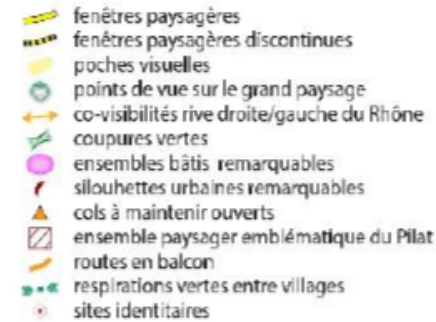 fenêtres paysagères
fenêtres paysagères discontinues
poches visuelles
points de vue sur le grand paysage
co-visibilités rive droite/gauche du Rhône
coupures vertes
ensembles bâtis remarquables
silouhettes urbaines remarquables
cols à maintenir ouverts
ensemble paysager emblématique du Pilat
routes en balcon
respirations vertes entre villages
sites identitaires